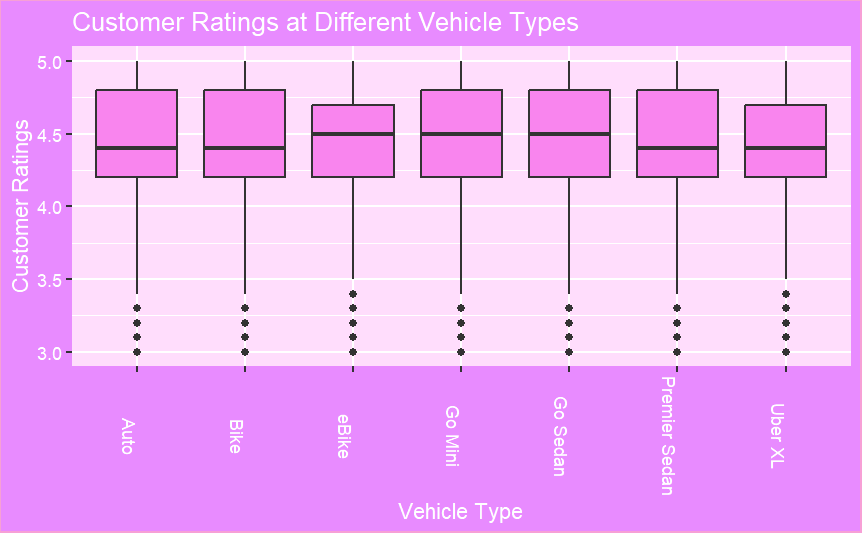 Customer Ratings at Different Vehicle Types
Customer Ratings
5.0
4.5
4.0
3.5
3.0
Auto
Bike
eBike
Go Mini
Go Sedan
Premier Sedan
Uber XL
Vehicle Type